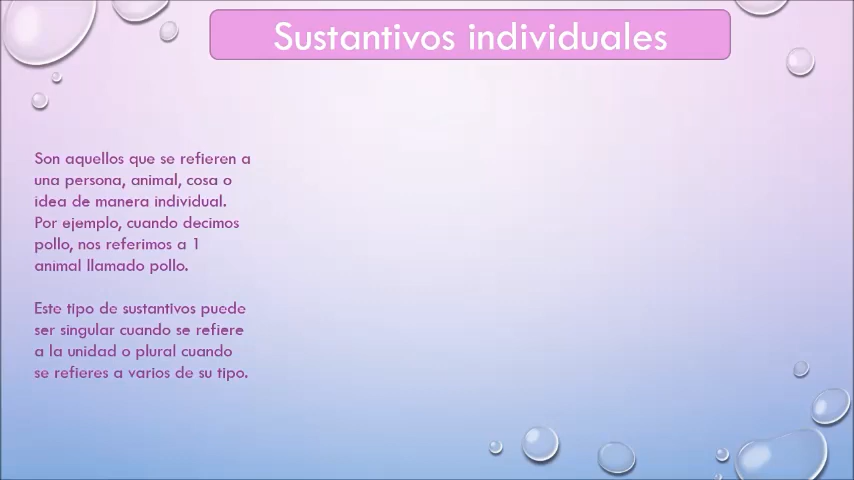 Sustantivos individuales
Son aquellos que se refieren a
una persona, animal, cosa o
idea de manera individual.
Por ejemplo, cuando decimos
pollo, nos referimos a 1
animal llamado pollo.
Este tipo de sustantivos puede
ser singular cuando se refiere
a la unidad o plural cuando
se refieres a varios de su tipo.